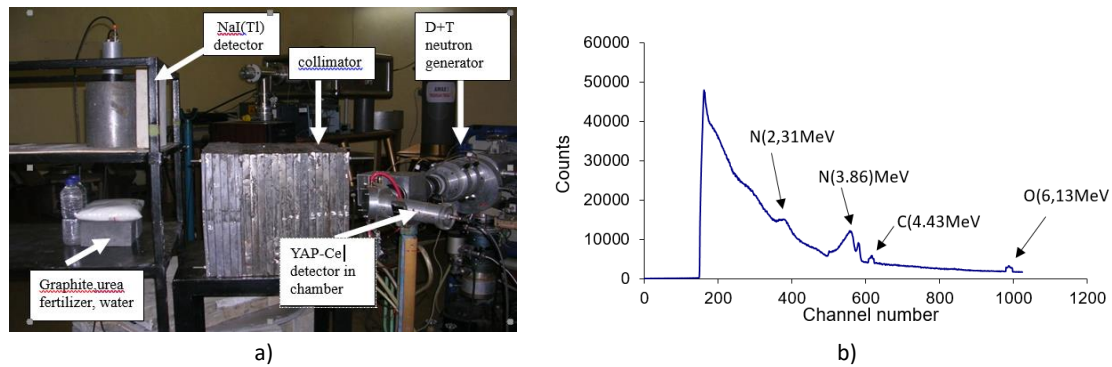 NaI(Tl)
detector
collimator
D+T
neutron
generator
YAP-Ce
detector in
chamber
Graphite,urea
fertilizer, water
a)
60000
50000
40000
30000
20000
10000
0
Counts
N(2,31MeV
N(3.86)MeV
C(4.43MeV
O(6,13MeV
0 200 400 600 800 1000 1200
Channel number
b)